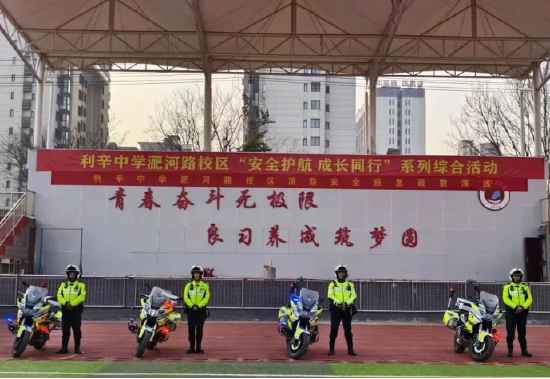 利辛中学淝河路校区“安全护航 成长同行”系列综合活动
利辛中学淝河路校区消防安全应急疏散演练
青春奋斗无极限
良习养成筑梦圆